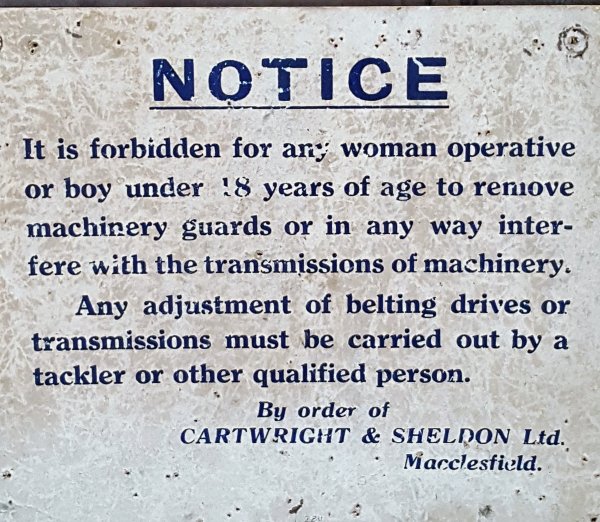 NOTICE
It is forbidden for any woman operative
or boy under 18 years of age to remove
machinery guards or in any way inter-
fere with the transmissions of machinery.
Any adjustment of belting drives or
transmissions must be carried out by a
tackler or other qualified person.
By order of
CARTWRIGHT & SHELDON Ltd.
Macclesfield.